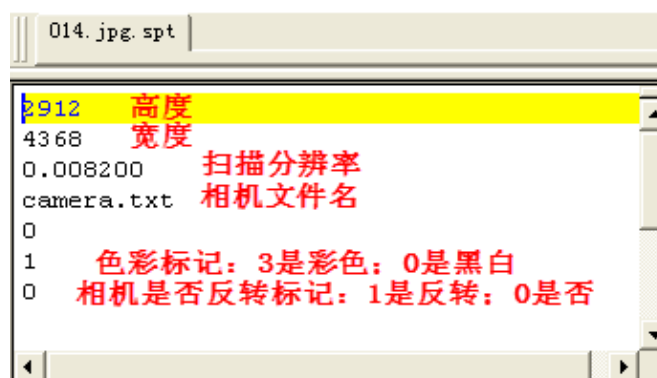 014.jpg.spt
2912 高度
4368 宽度
0.008200 扫描分辨率
camera.txt 相机文件名
0
1 色彩标记：3是彩色；0是黑白
0 相机是否反转标记：1是反转；0是否